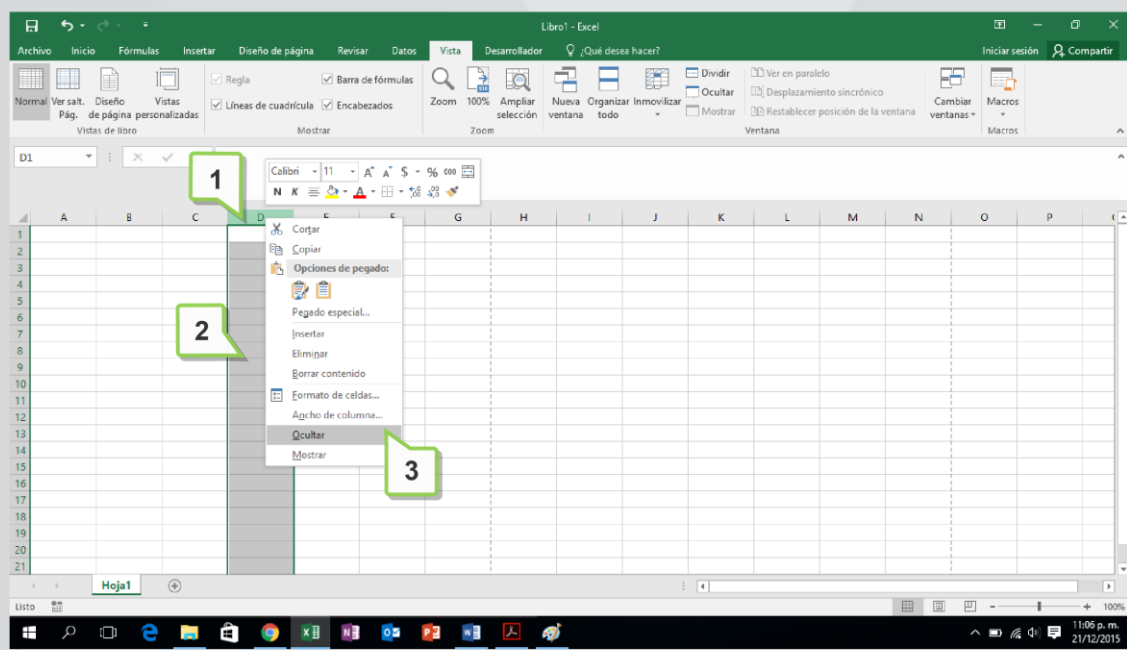 Libro1 - Excel
Archivo Inicio Fórmulas Insertar Diseño de página Revisar Datos Vista Desarrollador ¿Qué desea hacer? Iniciar sesión Compartir
Regla Barra de fórmulas
Líneas de cuadrícula Encabezados
Normal Ver salt. Pág. Diseño de página Vistas personalizadas
Zoom 100% Ampliar selección
Nueva ventana Organizar todo Inmovilizar
Dividir
Ocultar
Mostrar
Ver en paralelo
Desplazamiento sincrónico
Restablecer posición de la ventana
Cambiar ventanas Macros
Vistas de libro Mostrar Zoom Ventana Macros
D1
1
Calibri 11 A A $ % 000
N K A
A B C D E F G H I J K L M N O P
1
2
3
4
5
6
7
8
9
10
11
12
13
14
15
16
17
18
19
20
21
Cortar
Copiar
Opciones de pegado:
Pegado especial...
Insertar
Eliminar
Borrar contenido
Formato de celdas...
Ancho de columna...
Ocultar
Mostrar
2
3
Hoja1
Listo 100%
11:06 p. m.
21/12/2015